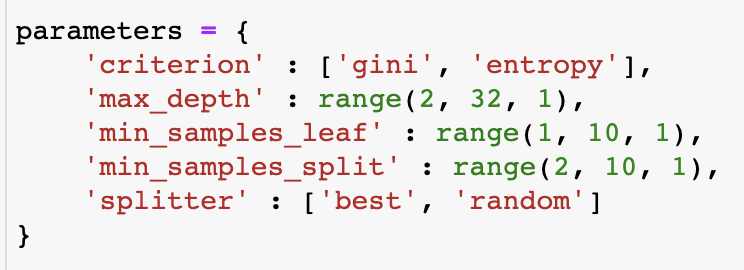 parameters = {
    'criterion' : ['gini', 'entropy'],
    'max_depth' : range(2, 32, 1),
    'min_samples_leaf' : range(1, 10, 1),
    'min_samples_split' : range(2, 10, 1),
    'splitter' : ['best', 'random']
}